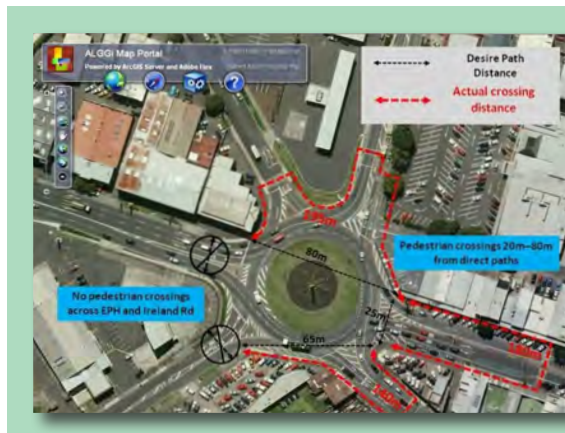 ALGGi Map Portal
Powered by ArcGIS Server and Adobe Flex
Desire Path
Distance
Actual crossing
distance
195m
80m
Pedestrian crossings 20m–80m
from direct paths
No pedestrian crossings
across EPH and Ireland Rd
25m
65m